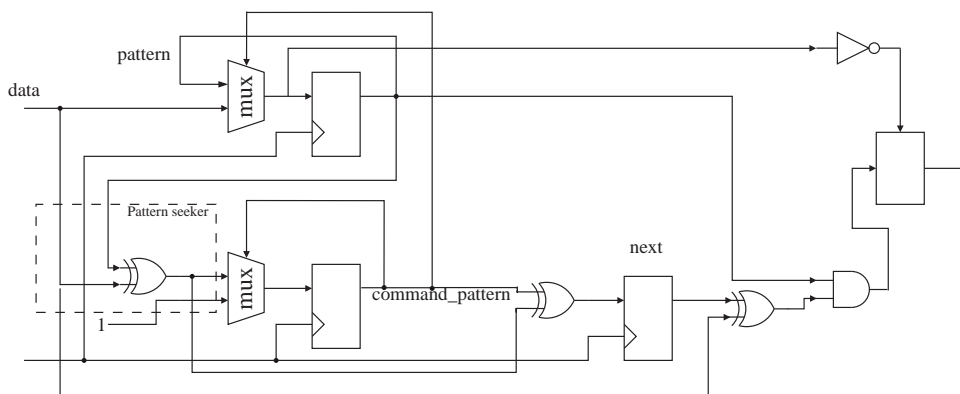 pattern
data
mux
Pattern seeker
mux
next
command_pattern
1